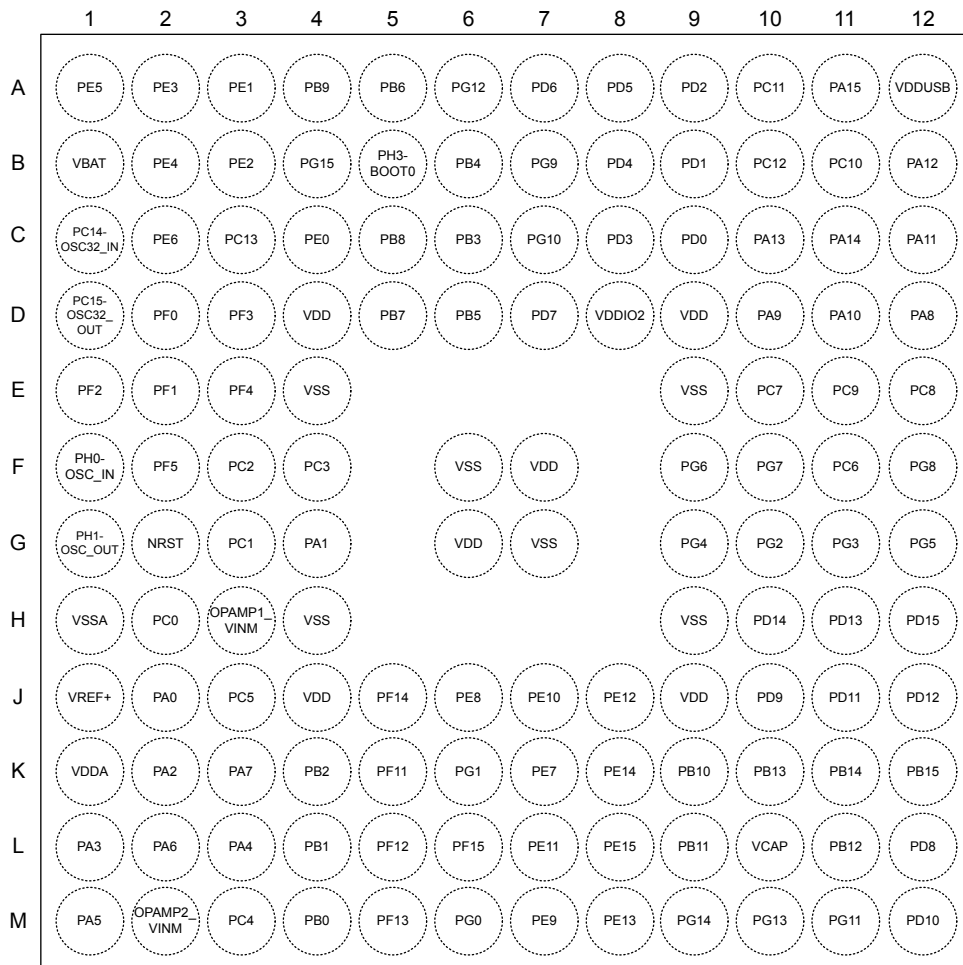 1 2 3 4 5 6 7 8 9 10 11 12
A PE5 PE3 PE1 PB9 PB6 PG12 PD6 PD5 PD2 PC11 PA15 VDDUSB
B VBAT PE4 PE2 PG15 PH3-BOOT0 PB4 PG9 PD4 PD1 PC12 PC10 PA12
C PC14-OSC32_IN PE6 PC13 PE0 PB8 PB3 PG10 PD3 PD0 PA13 PA14 PA11
D PC15-OSC32_OUT PF0 PF3 VDD PB7 PB5 PD7 VDDIO2 VDD PA9 PA10 PA8
E PF2 PF1 PF4 VSS VSS PC7 PC9 PC8
F PH0-OSC_IN PF5 PC2 PC3 VSS VDD PG6 PG7 PC6 PG8
G PH1-OSC_OUT NRST PC1 PA1 VDD VSS PG4 PG2 PG3 PG5
H VSSA PC0 OPAMP1_VINM VSS VSS PD14 PD13 PD15
J VREF+ PA0 PC5 VDD PF14 PE8 PE10 PE12 VDD PD9 PD11 PD12
K VDDA PA2 PA7 PB2 PF11 PG1 PE7 PE14 PB10 PB13 PB14 PB15
L PA3 PA6 PA4 PB1 PF12 PF15 PE11 PE15 PB11 VCAP PB12 PD8
M PA5 OPAMP2_VINM PC4 PB0 PF13 PG0 PE9 PE13 PG14 PG13 PG11 PD10